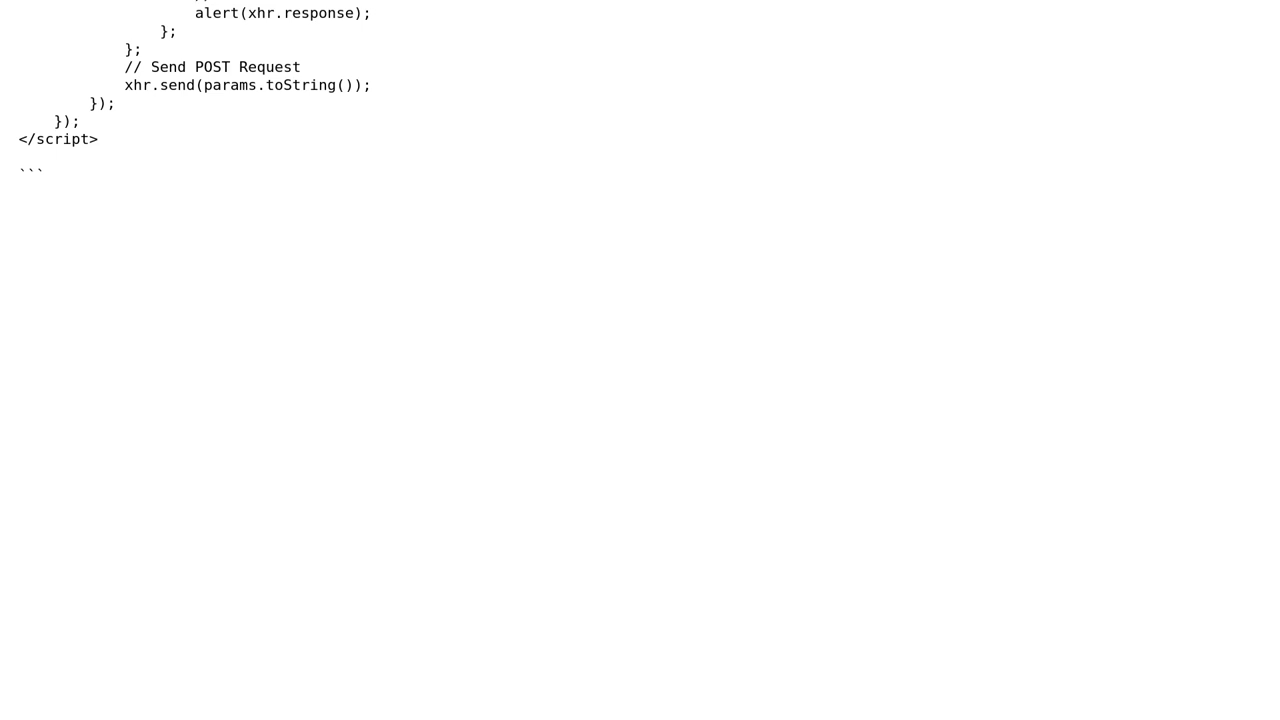 alert(xhr.response);
};
};
// Send POST Request
xhr.send(params.toString());
});
});
</script>
```